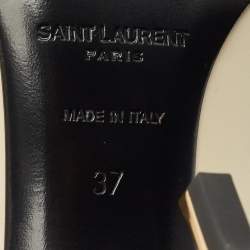 SAINT LAURENT
PARIS
MADE IN ITALY
37